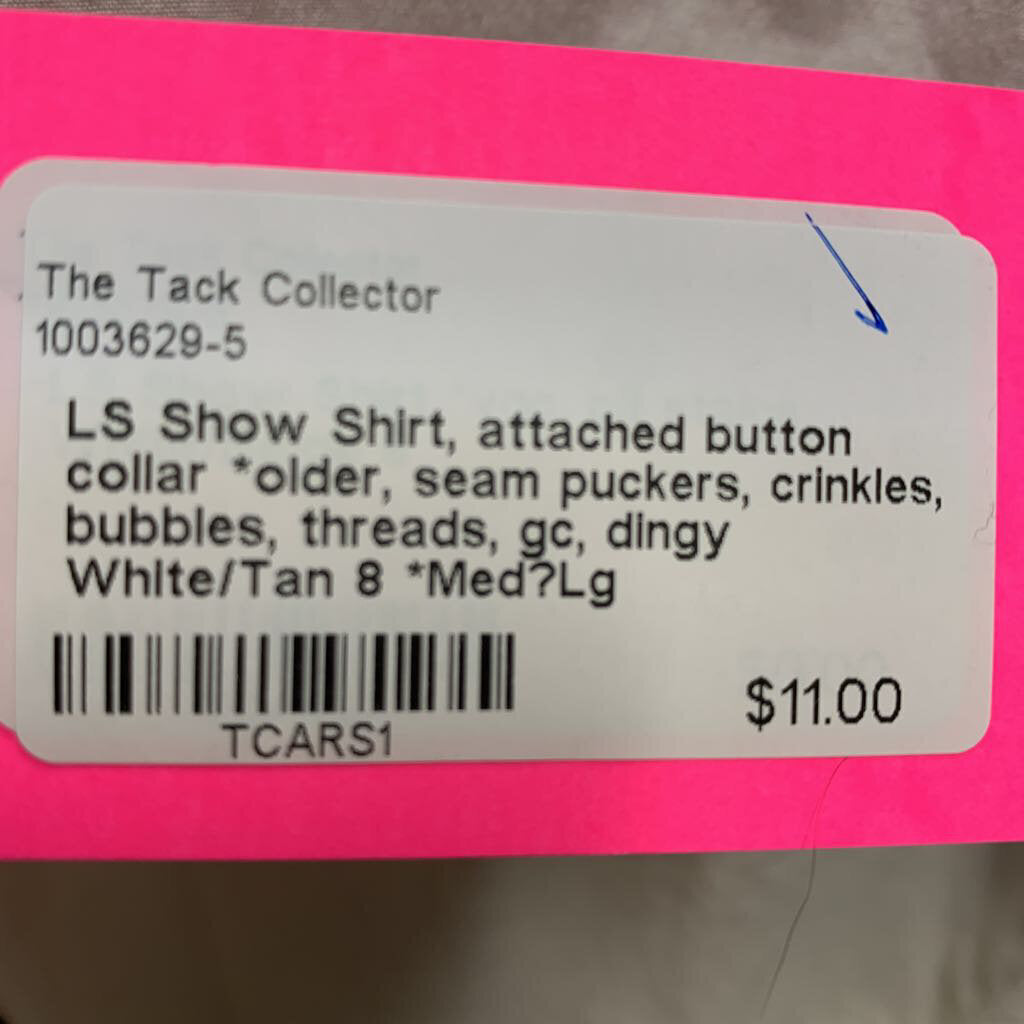 The Tack Collector
1003629-5
LS Show Shirt, attached button
collar *older, seam puckers, crinkles,
bubbles, threads, gc, dingy
White/Tan 8 *Med?Lg
TCARS1
$11.00